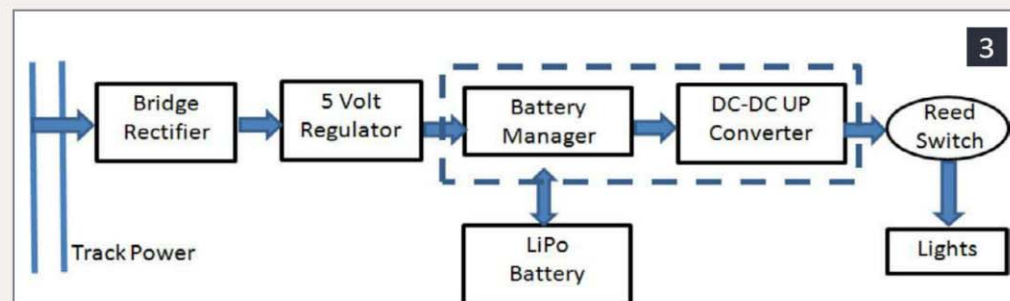 3
Bridge
Rectifier
5 Volt
Regulator
Battery
Manager
DC-DC UP
Converter
Reed
Switch
Track Power
LiPo
Battery
Lights